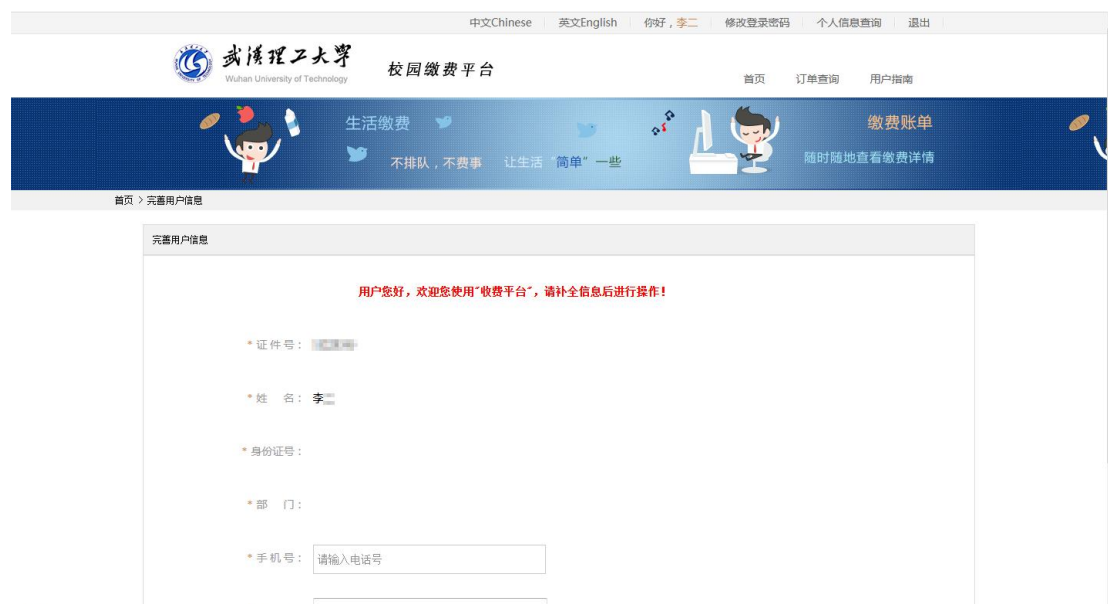 中文Chinese 英文English 你好，李二 修改登录密码 个人信息查询 退出
武漢理工大学
Wuhan University of Technology
校园缴费平台
首页 订单查询 用户指南
生活缴费
不排队，不费事 让生活“简单”一些
缴费账单
随时随地查看缴费详情
首页 > 完善用户信息
完善用户信息
用户您好，欢迎您使用"收费平台"，请补全信息后进行操作！
*证件号：
*姓 名： 李
*身份证号：
*部 门：
*手机号： 请输入电话号